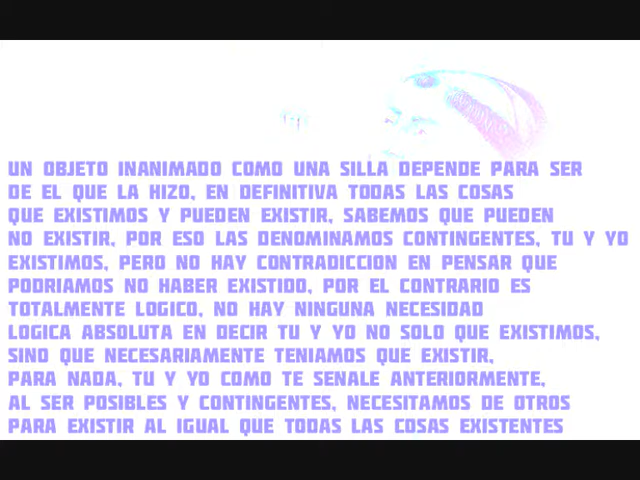 UN OBJETO INANIMADO COMO UNA SILLA DEPENDE PARA SER
DE EL QUE LA HIZO, EN DEFINITIVA TODAS LAS COSAS
QUE EXISTIMOS Y PUEDEN EXISTIR, SABEMOS QUE PUEDEN
NO EXISTIR, POR ESO LAS DENOMINAMOS CONTINGENTES, TU Y YO
EXISTIMOS, PERO NO HAY CONTRADICCION EN PENSAR QUE
PODRIAMOS NO HABER EXISTIDO, POR EL CONTRARIO ES
TOTALMENTE LOGICO, NO HAY NINGUNA NECESIDAD
LOGICA ABSOLUTA EN DECIR TU Y YO NO SOLO QUE EXISTIMOS,
SINO QUE NECESARIAMENTE TENIAMOS QUE EXISTIR,
PARA NADA, TU Y YO COMO TE SENALE ANTERIORMENTE,
AL SER POSIBLES Y CONTINGENTES, NECESITAMOS DE OTROS
PARA EXISTIR AL IGUAL QUE TODAS LAS COSAS EXISTENTES